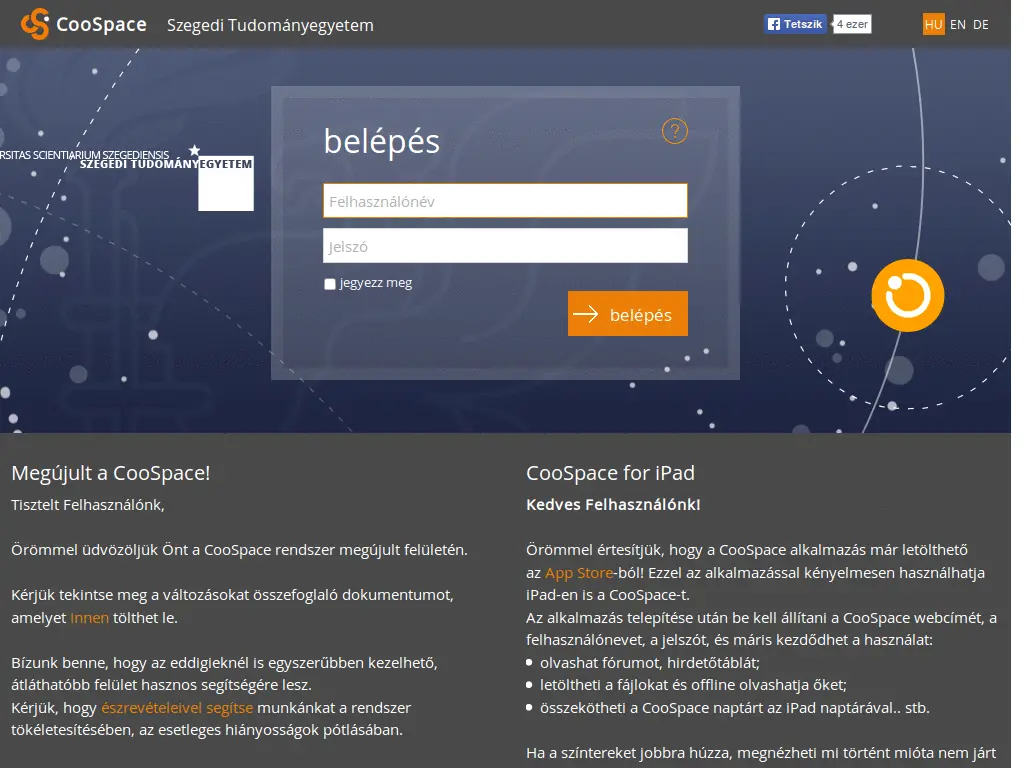 CooSpace Szegedi Tudományegyetem Tetszik 4 ezer HU EN DE
RSITAS SCIENTIARIUM SZEGEDIENSIS
SZEGEDI TUDOMÁNYEGYETEM
belépés ?
Felhasználónév
Jelszó
jegyezz meg
belépés
Megújult a CooSpace!
Tisztelt Felhasználónk,
Örömmel üdvözöljük Önt a CooSpace rendszer megújult felületén.
Kérjük tekintse meg a változásokat összefoglaló dokumentumot,
amelyet innen tölthet le.
Bízunk benne, hogy az eddigieknél is egyszerűbben kezelhető,
átláthatóbb felület hasznos segítségére lesz.
Kérjük, hogy észrevételeivel segítse munkánkat a rendszer
tökéletesítésében, az esetleges hiányosságok pótlásában.
CooSpace for iPad
Kedves Felhasználónk!
Örömmel értesítjük, hogy a CooSpace alkalmazás már letölthető
az App Store-ból! Ezzel az alkalmazással kényelmesen használhatja
iPad-en is a CooSpace-t.
Az alkalmazás telepítése után be kell állítani a CooSpace webcímét, a
felhasználónevet, a jelszót, és máris kezdődhet a használat:
• olvashat fórumot, hirdetőtáblát;
• letöltheti a fájlokat és offline olvashatja őket;
• összekötheti a CooSpace naptárt az iPad naptárával.. stb.
Ha a színtereket jobbra húzza, megnézheti mi történt mióta nem járt